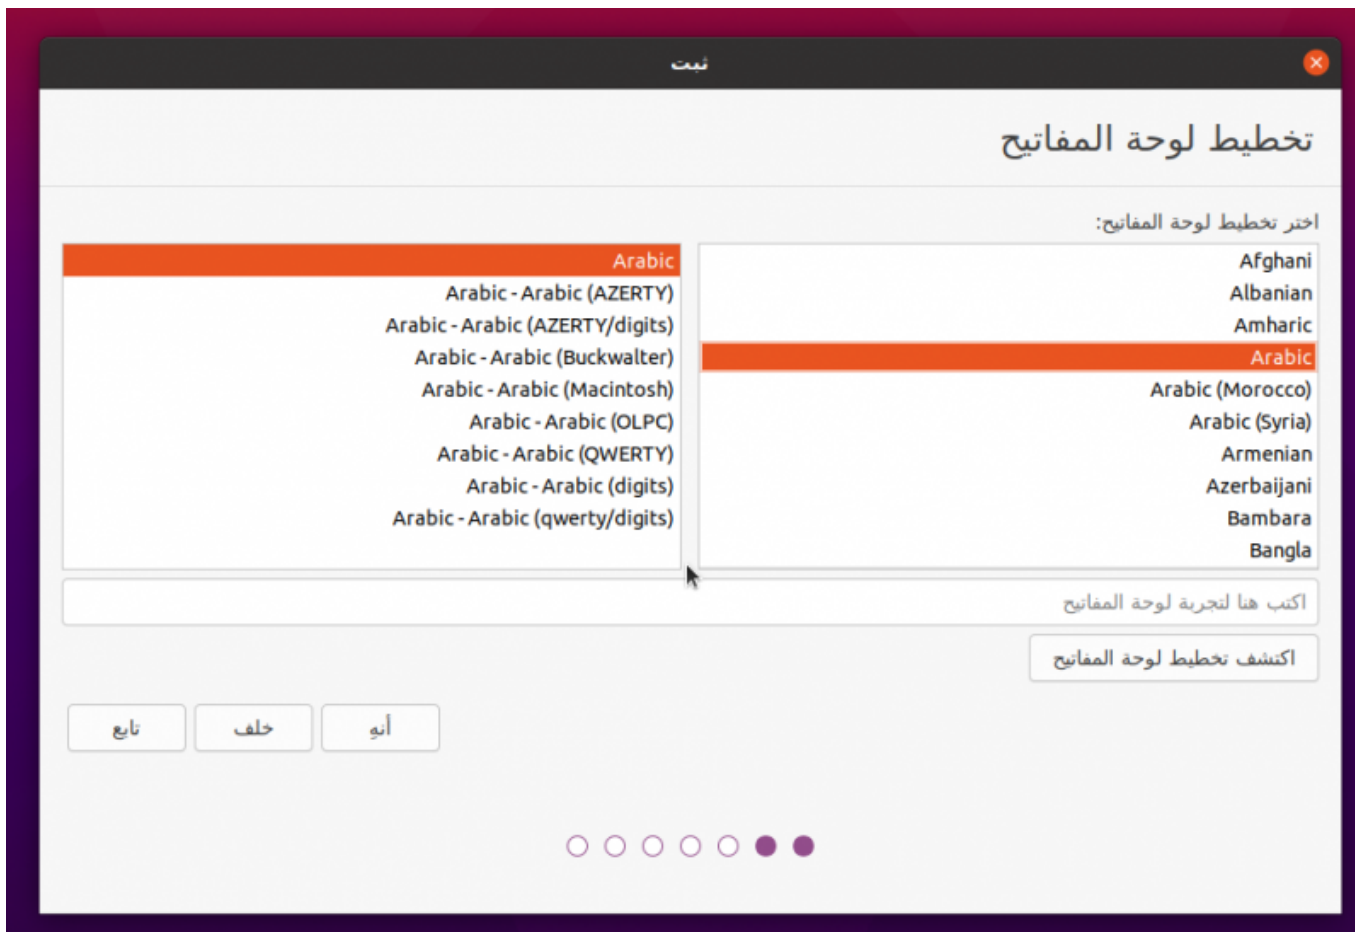 ثبت
تخطيط لوحة المفاتيح
اختر تخطيط لوحة المفاتيح:
Afghani
Albanian
Amharic
Arabic
Arabic (Morocco)
Arabic (Syria)
Armenian
Azerbaijani
Bambara
Bangla
Arabic
Arabic - Arabic (AZERTY)
Arabic - Arabic (AZERTY/digits)
Arabic - Arabic (Buckwalter)
Arabic - Arabic (Macintosh)
Arabic - Arabic (OLPC)
Arabic - Arabic (QWERTY)
Arabic - Arabic (digits)
Arabic - Arabic (qwerty/digits)
اكتب هنا لتجربة لوحة المفاتيح
اكتشف تخطيط لوحة المفاتيح
أنهِ خلف تابع